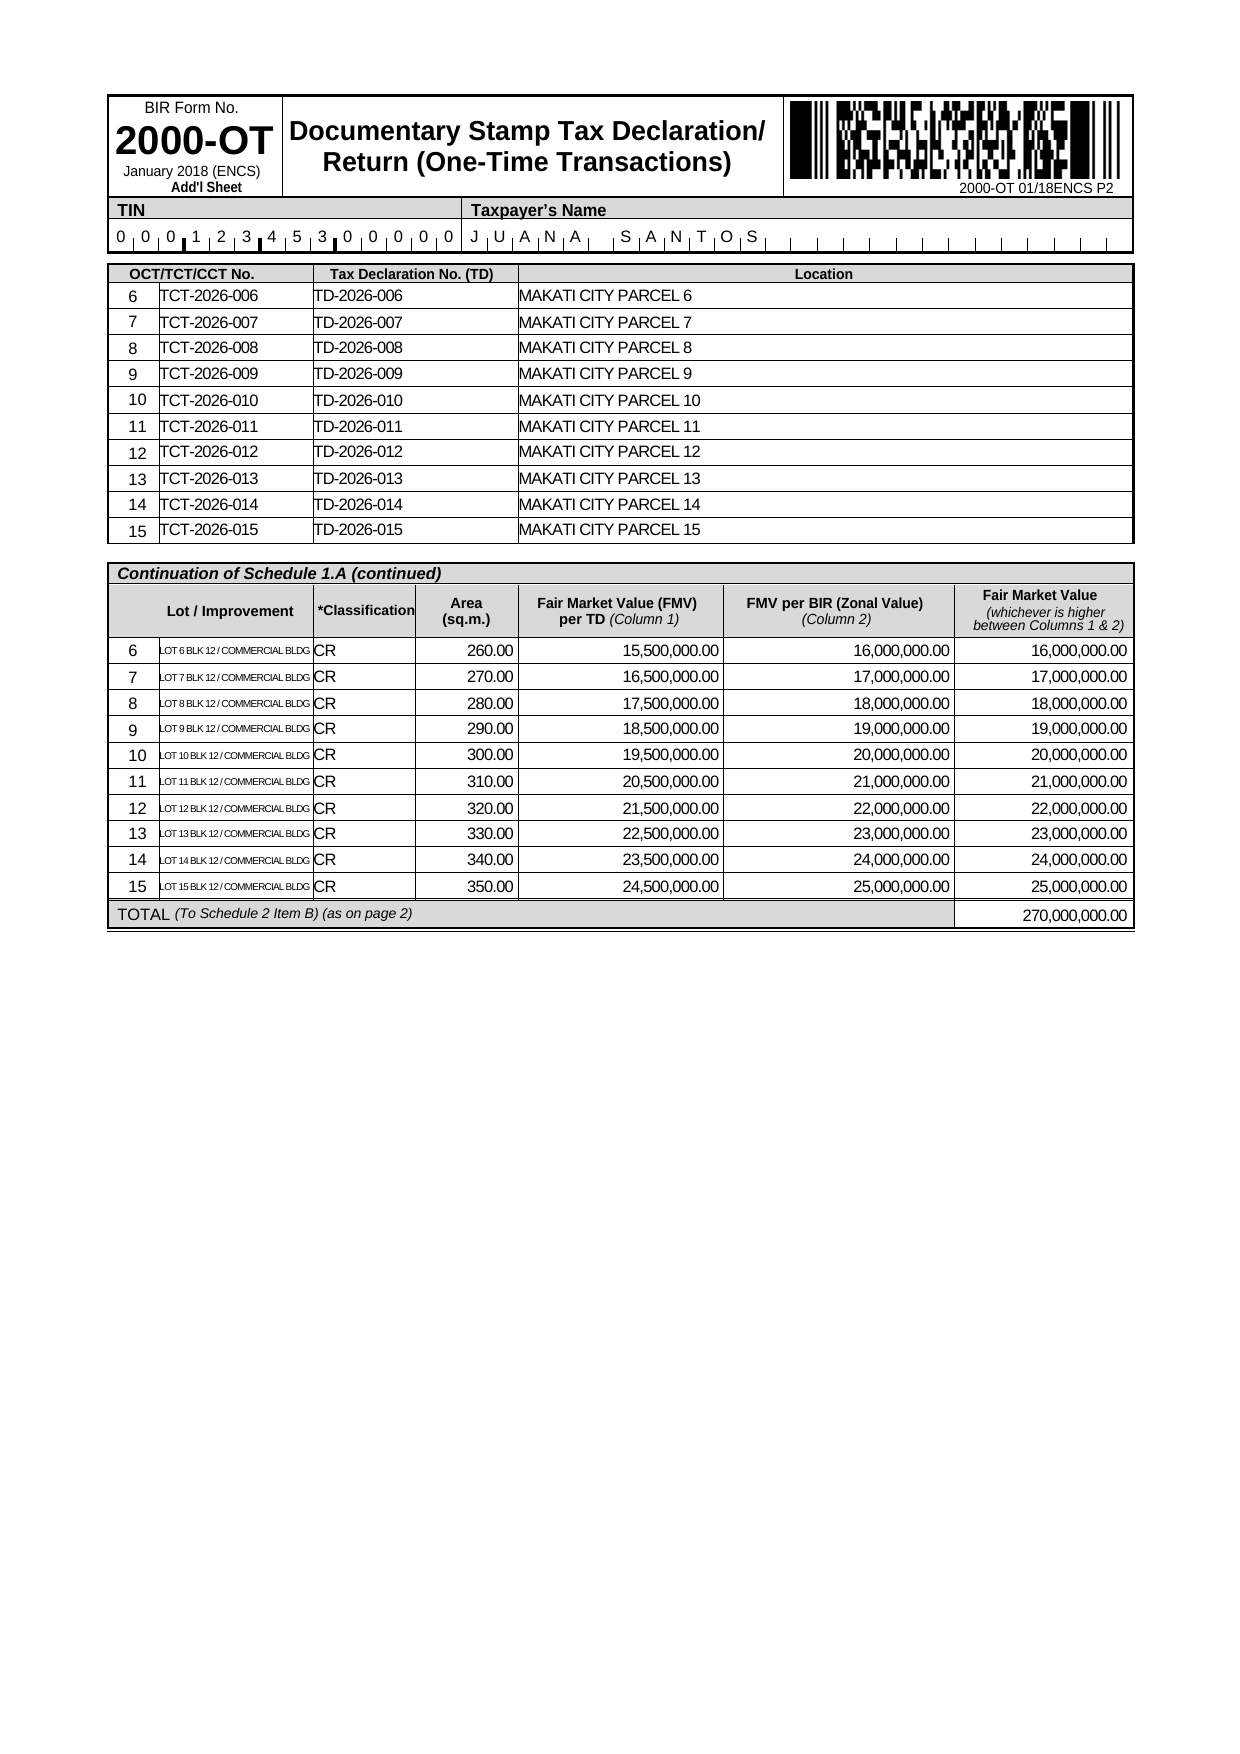 BIR Form No.
2000-OT
January 2018 (ENCS)
Add'l Sheet
Documentary Stamp Tax Declaration/
Return (One-Time Transactions)
2000-OT 01/18ENCS P2
TIN Taxpayer’s Name
0 0 0 1 2 3 4 5 3 0 0 0 0 0 J U A N A S A N T O S
OCT/TCT/CCT No. Tax Declaration No. (TD) Location
6 TCT-2026-006 TD-2026-006 MAKATI CITY PARCEL 6
7 TCT-2026-007 TD-2026-007 MAKATI CITY PARCEL 7
8 TCT-2026-008 TD-2026-008 MAKATI CITY PARCEL 8
9 TCT-2026-009 TD-2026-009 MAKATI CITY PARCEL 9
10 TCT-2026-010 TD-2026-010 MAKATI CITY PARCEL 10
11 TCT-2026-011 TD-2026-011 MAKATI CITY PARCEL 11
12 TCT-2026-012 TD-2026-012 MAKATI CITY PARCEL 12
13 TCT-2026-013 TD-2026-013 MAKATI CITY PARCEL 13
14 TCT-2026-014 TD-2026-014 MAKATI CITY PARCEL 14
15 TCT-2026-015 TD-2026-015 MAKATI CITY PARCEL 15
Continuation of Schedule 1.A (continued)
Lot / Improvement
*Classification
Area
(sq.m.)
Fair Market Value (FMV)
per TD (Column 1)
FMV per BIR (Zonal Value)
(Column 2)
Fair Market Value
(whichever is higher
between Columns 1 & 2)
6 LOT 6 BLK 12 / COMMERCIAL BLDG CR 260.00 15,500,000.00 16,000,000.00 16,000,000.00
7 LOT 7 BLK 12 / COMMERCIAL BLDG CR 270.00 16,500,000.00 17,000,000.00 17,000,000.00
8 LOT 8 BLK 12 / COMMERCIAL BLDG CR 280.00 17,500,000.00 18,000,000.00 18,000,000.00
9 LOT 9 BLK 12 / COMMERCIAL BLDG CR 290.00 18,500,000.00 19,000,000.00 19,000,000.00
10 LOT 10 BLK 12 / COMMERCIAL BLDG CR 300.00 19,500,000.00 20,000,000.00 20,000,000.00
11 LOT 11 BLK 12 / COMMERCIAL BLDG CR 310.00 20,500,000.00 21,000,000.00 21,000,000.00
12 LOT 12 BLK 12 / COMMERCIAL BLDG CR 320.00 21,500,000.00 22,000,000.00 22,000,000.00
13 LOT 13 BLK 12 / COMMERCIAL BLDG CR 330.00 22,500,000.00 23,000,000.00 23,000,000.00
14 LOT 14 BLK 12 / COMMERCIAL BLDG CR 340.00 23,500,000.00 24,000,000.00 24,000,000.00
15 LOT 15 BLK 12 / COMMERCIAL BLDG CR 350.00 24,500,000.00 25,000,000.00 25,000,000.00
TOTAL (To Schedule 2 Item B) (as on page 2) 270,000,000.00